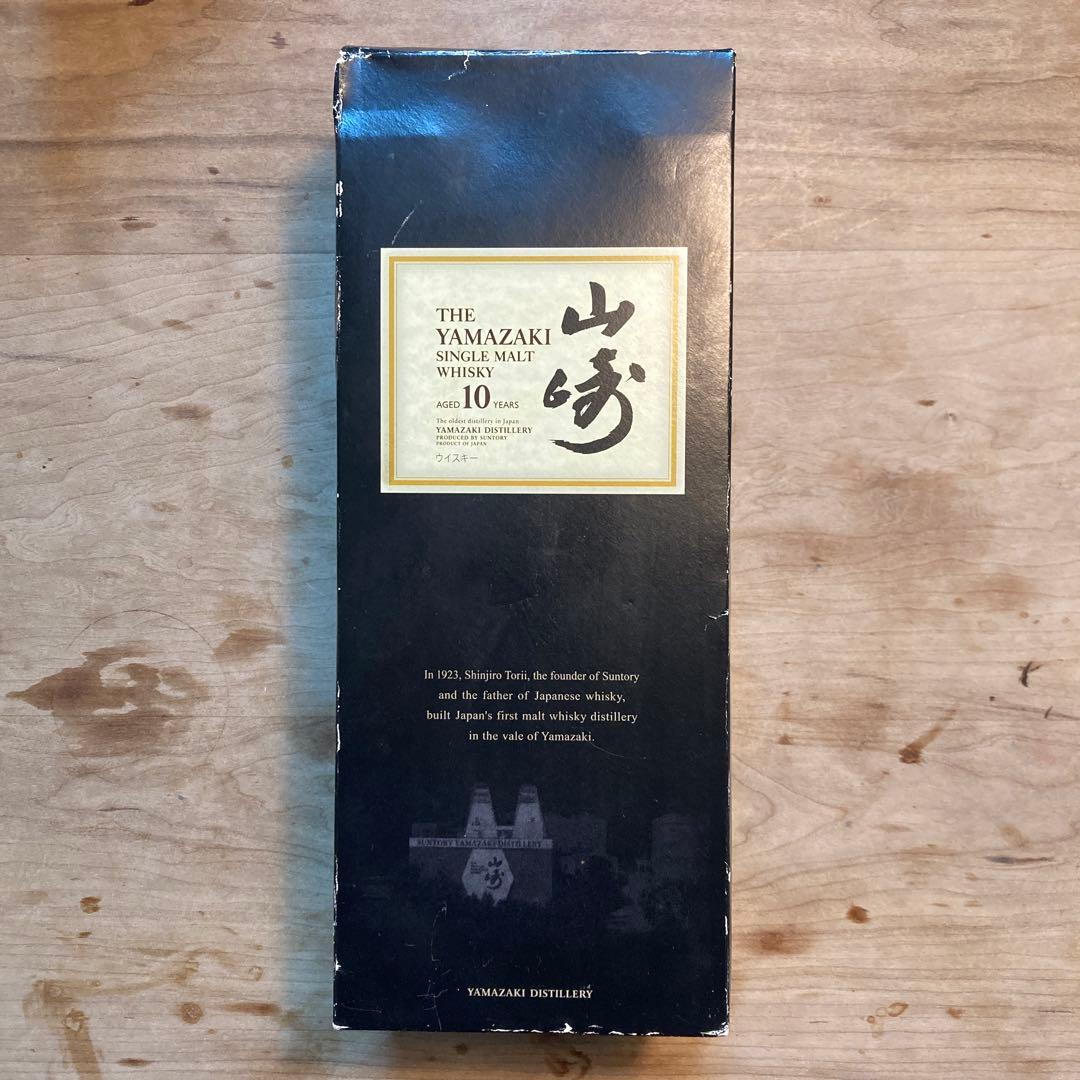 THE
YAMAZAKI
SINGLE MALT
WHISKY
AGED 10 YEARS
The oldest distillery in Japan
YAMAZAKI DISTILLERY
PRODUCED BY SUNTORY
PRODUCT OF JAPAN
ウイスキー
山崎
In 1923, Shinjiro Torii, the founder of Suntory
and the father of Japanese whisky,
built Japan's first malt whisky distillery
in the vale of Yamazaki.
SUNTORY YAMAZAKI DISTILLERY
山崎
YAMAZAKI DISTILLERY